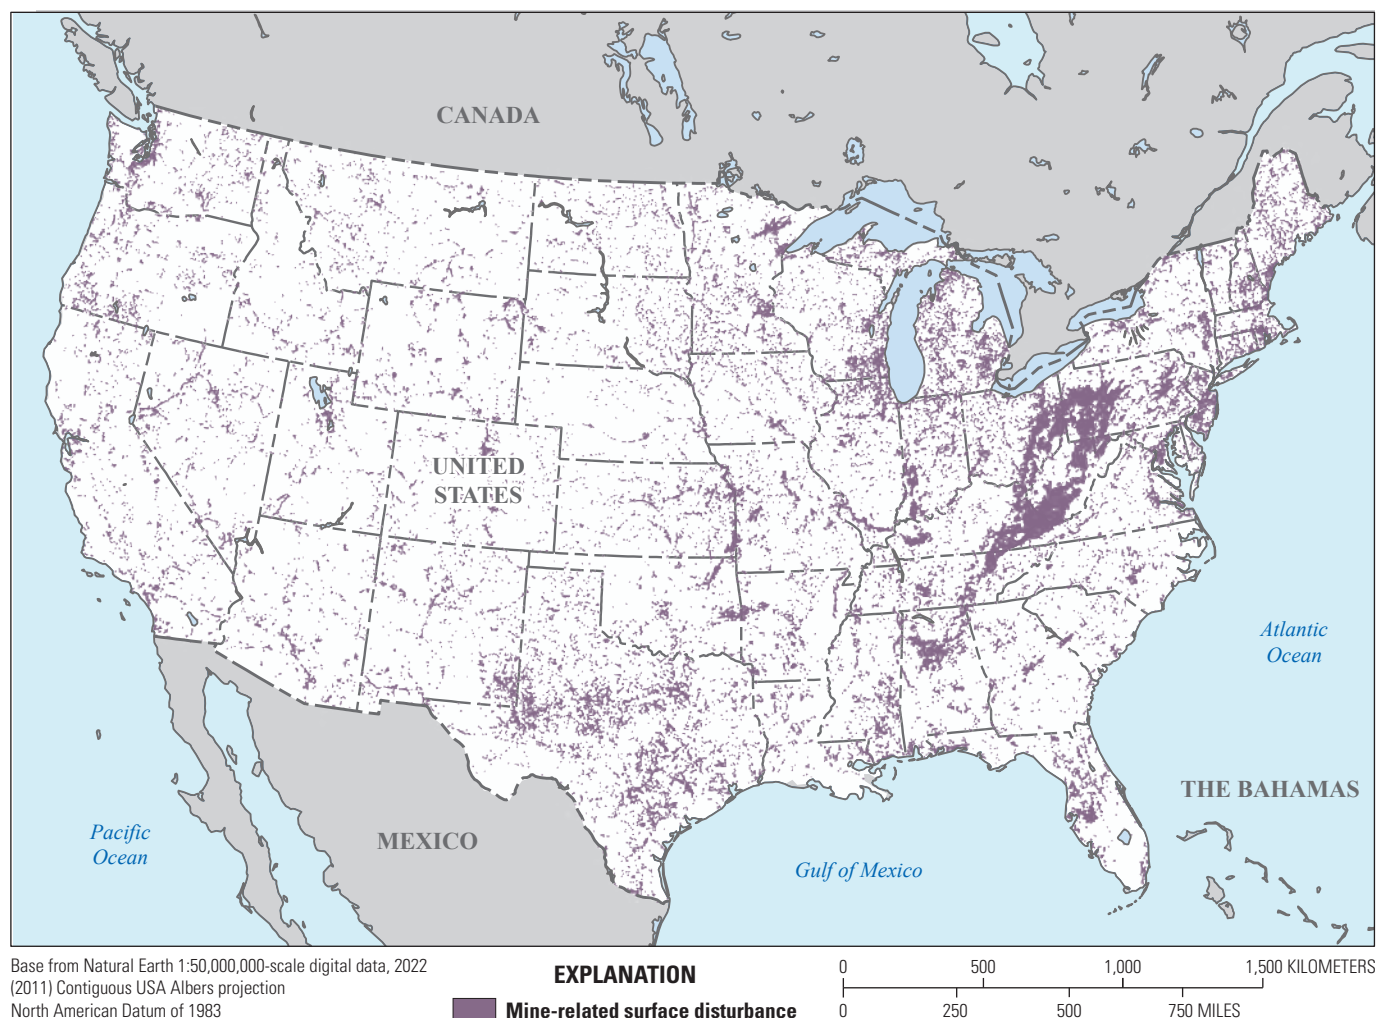 CANADA
UNITED
STATES
Atlantic
Ocean
THE BAHAMAS
Pacific
Ocean
MEXICO
Gulf of Mexico
Base from Natural Earth 1:50,000,000-scale digital data, 2022
(2011) Contiguous USA Albers projection
North American Datum of 1983
EXPLANATION
Mine-related surface disturbance
0 500 1,000 1,500 KILOMETERS
0 250 500 750 MILES